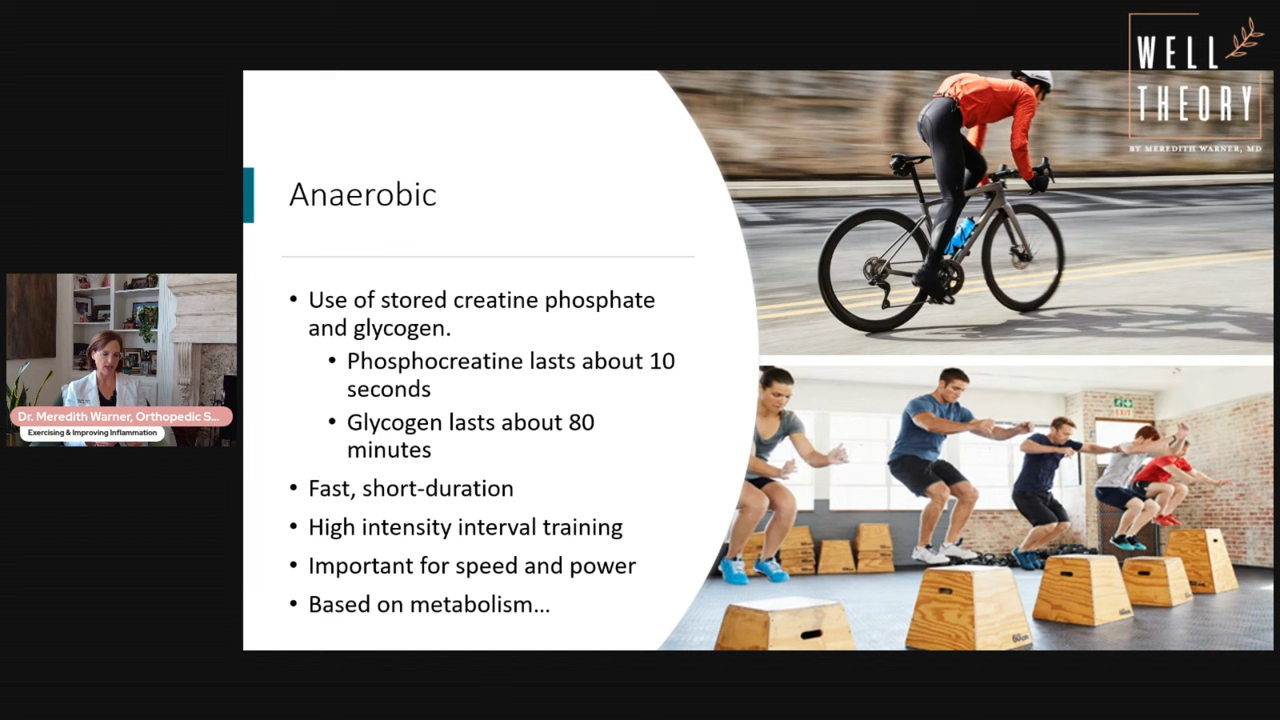 WELL
THEORY
BY MEREDITH WARNER, MD
Anaerobic
• Use of stored creatine phosphate
and glycogen.
• Phosphocreatine lasts about 10
seconds
• Glycogen lasts about 80
minutes
• Fast, short-duration
• High intensity interval training
• Important for speed and power
• Based on metabolism...
Dr. Meredith Warner, Orthopedic S...
Exercising & Improving Inflammation
EXIT